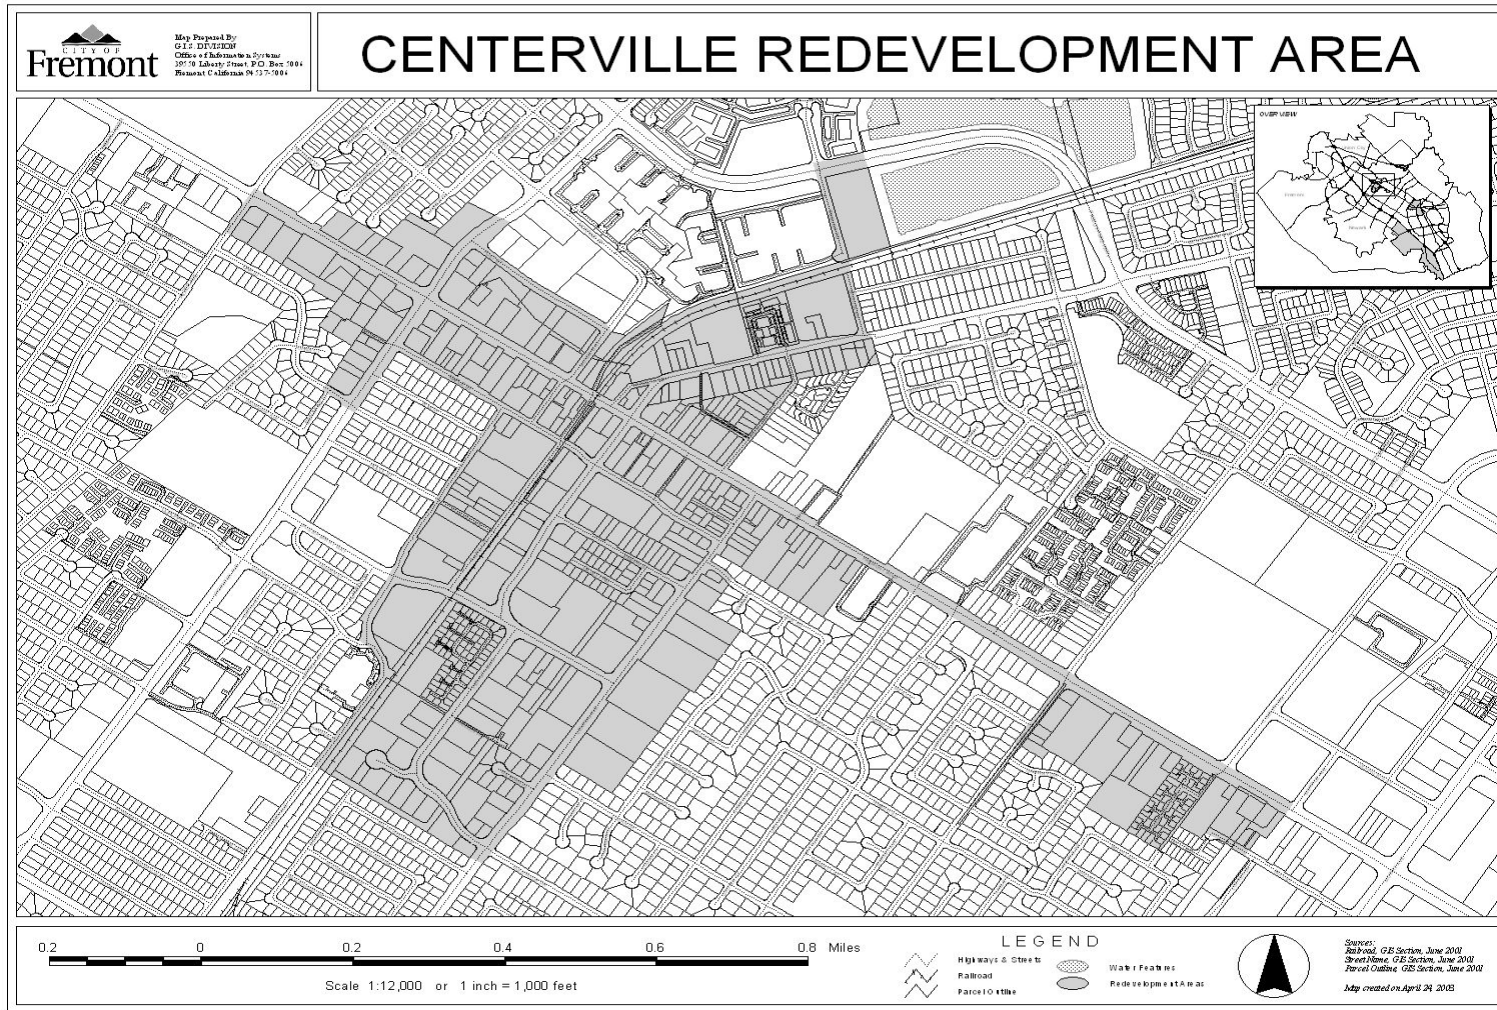 CITY OF
Fremont
Map Prepared By
G.I.S. DIVISION
Office of Information Systems
39550 Liberty Street, P.O. Box 5006
Fremont California 94537-5006
CENTERVILLE REDEVELOPMENT AREA
OVERVIEW
0.2 0 0.2 0.4 0.6 0.8 Miles
Scale 1:12,000 or 1 inch = 1,000 feet
LEGEND
Highways & Streets
Railroad
Parcel Outline
Water Features
Redevelopment Areas
Sources:
Railroad, GIS Section, June 2001
StreetName, GIS Section, June 2001
Parcel Outline, GIS Section, June 2001
Map created on April 24, 2003